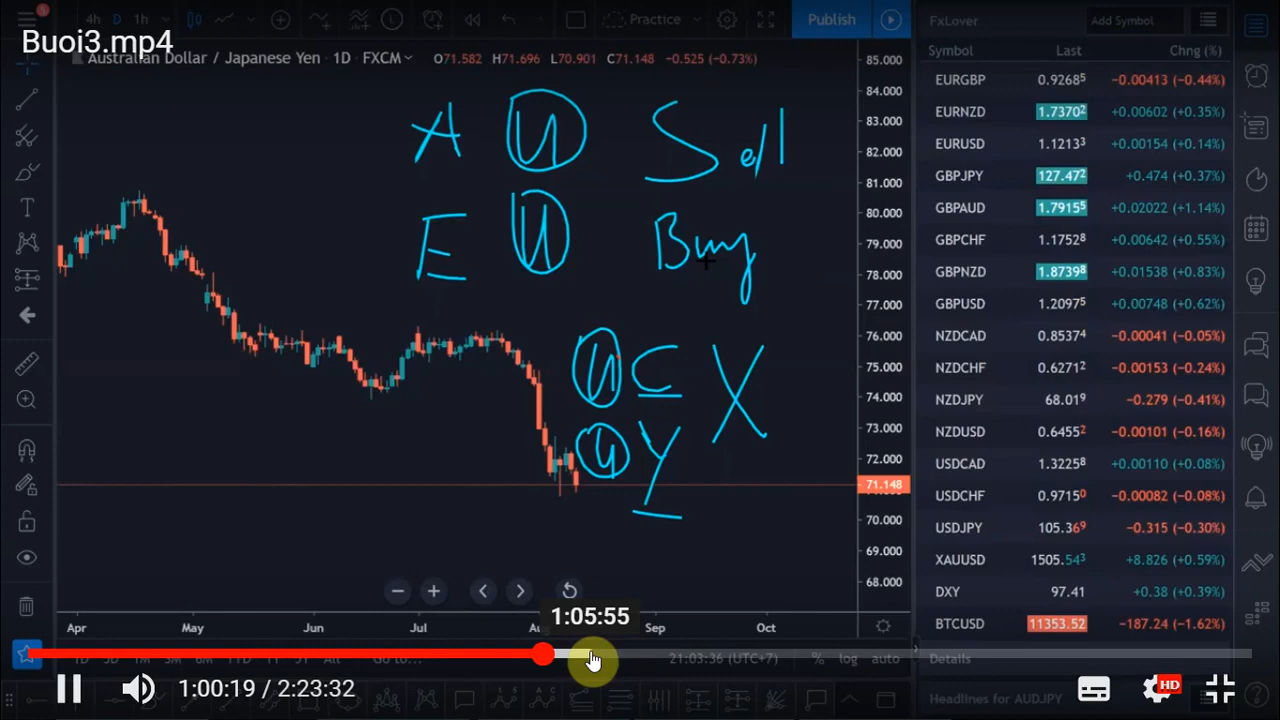 3
4h D 1h Practice Publish FxLover Add Symbol
Buoi3.mp4
Australian Dollar / Japanese Yen · 1D · FXCM O71.582 H71.696 L70.901 C71.148 -0.525 (-0.73%)
Symbol Last Chng (%)
EURGBP 0.92685 -0.00413 (-0.44%)
EURNZD 1.73702 +0.00602 (+0.35%)
EURUSD 1.12133 +0.00154 (+0.14%)
GBPJPY 127.472 +0.474 (+0.37%)
GBPAUD 1.79155 +0.02022 (+1.14%)
GBPCHF 1.17528 +0.00642 (+0.55%)
GBPNZD 1.87398 +0.01538 (+0.83%)
GBPUSD 1.20975 +0.00748 (+0.62%)
NZDCAD 0.85374 -0.00041 (-0.05%)
NZDCHF 0.62712 -0.00153 (-0.24%)
NZDJPY 68.019 -0.279 (-0.41%)
NZDUSD 0.64552 -0.00101 (-0.16%)
USDCAD 1.32258 +0.00110 (+0.08%)
USDCHF 0.97150 -0.00082 (-0.08%)
USDJPY 105.369 -0.315 (-0.30%)
XAUUSD 1505.543 +8.826 (+0.59%)
DXY 97.41 +0.38 (+0.39%)
BTCUSD 11353.52 -187.24 (-1.62%)
Details
Headlines for AUDJPY
A U Sell
E U Buy
U C X
U Y
85.000
84.000
83.000
82.000
81.000
80.000
79.000
78.000
77.000
76.000
75.000
74.000
73.000
72.000
71.148
70.000
69.000
68.000
Apr May Jun Jul Sep Oct
1:05:55
21:03:36 (UTC+7) % log auto
1:00:19 / 2:23:32
HD